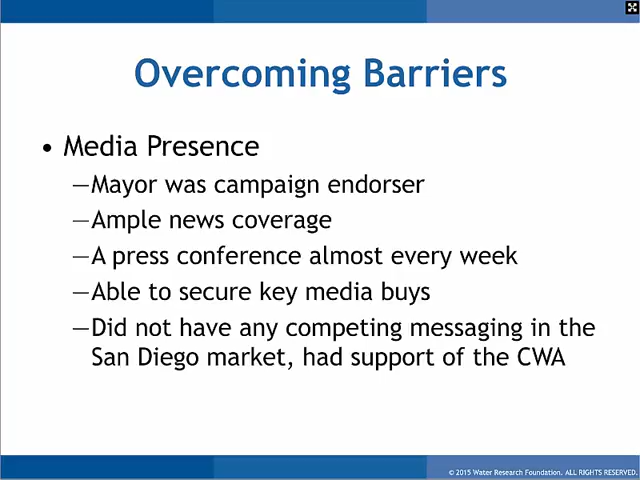 Overcoming Barriers
• Media Presence
—Mayor was campaign endorser
—Ample news coverage
—A press conference almost every week
—Able to secure key media buys
—Did not have any competing messaging in the
San Diego market, had support of the CWA
© 2015 Water Research Foundation. ALL RIGHTS RESERVED.